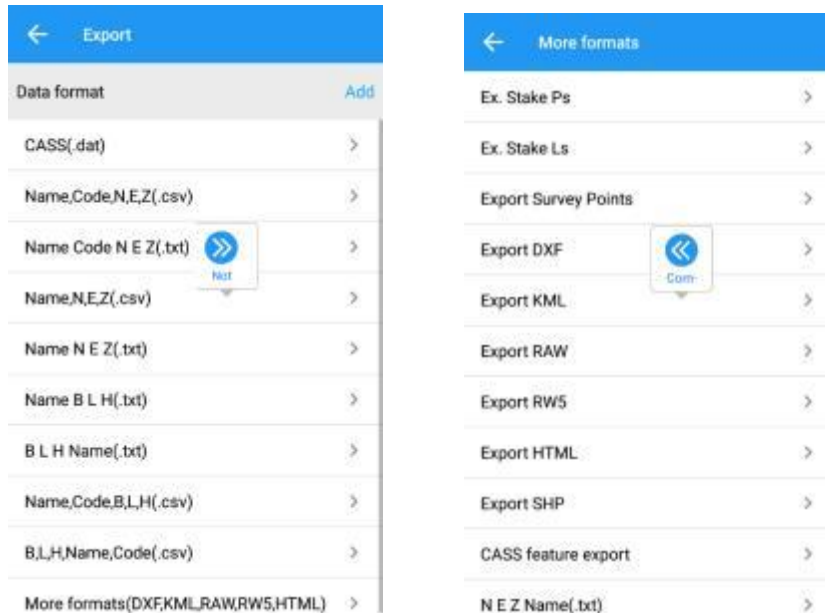 Export
Data format
Add
CASS(.dat)
Name,Code,N,E,Z(.csv)
Name Code N E Z(.txt)
Not
Name,N,E,Z(.csv)
Name N E Z(.txt)
Name B L H(.txt)
B L H Name(.txt)
Name,Code,B,L,H(.csv)
B,L,H,Name,Code(.csv)
More formats(DXF,KML,RAW,RW5,HTML)
More formats
Ex. Stake Ps
Ex. Stake Ls
Export Survey Points
Export DXF
Com-
Export KML
Export RAW
Export RW5
Export HTML
Export SHP
CASS feature export
N E Z Name(.txt)